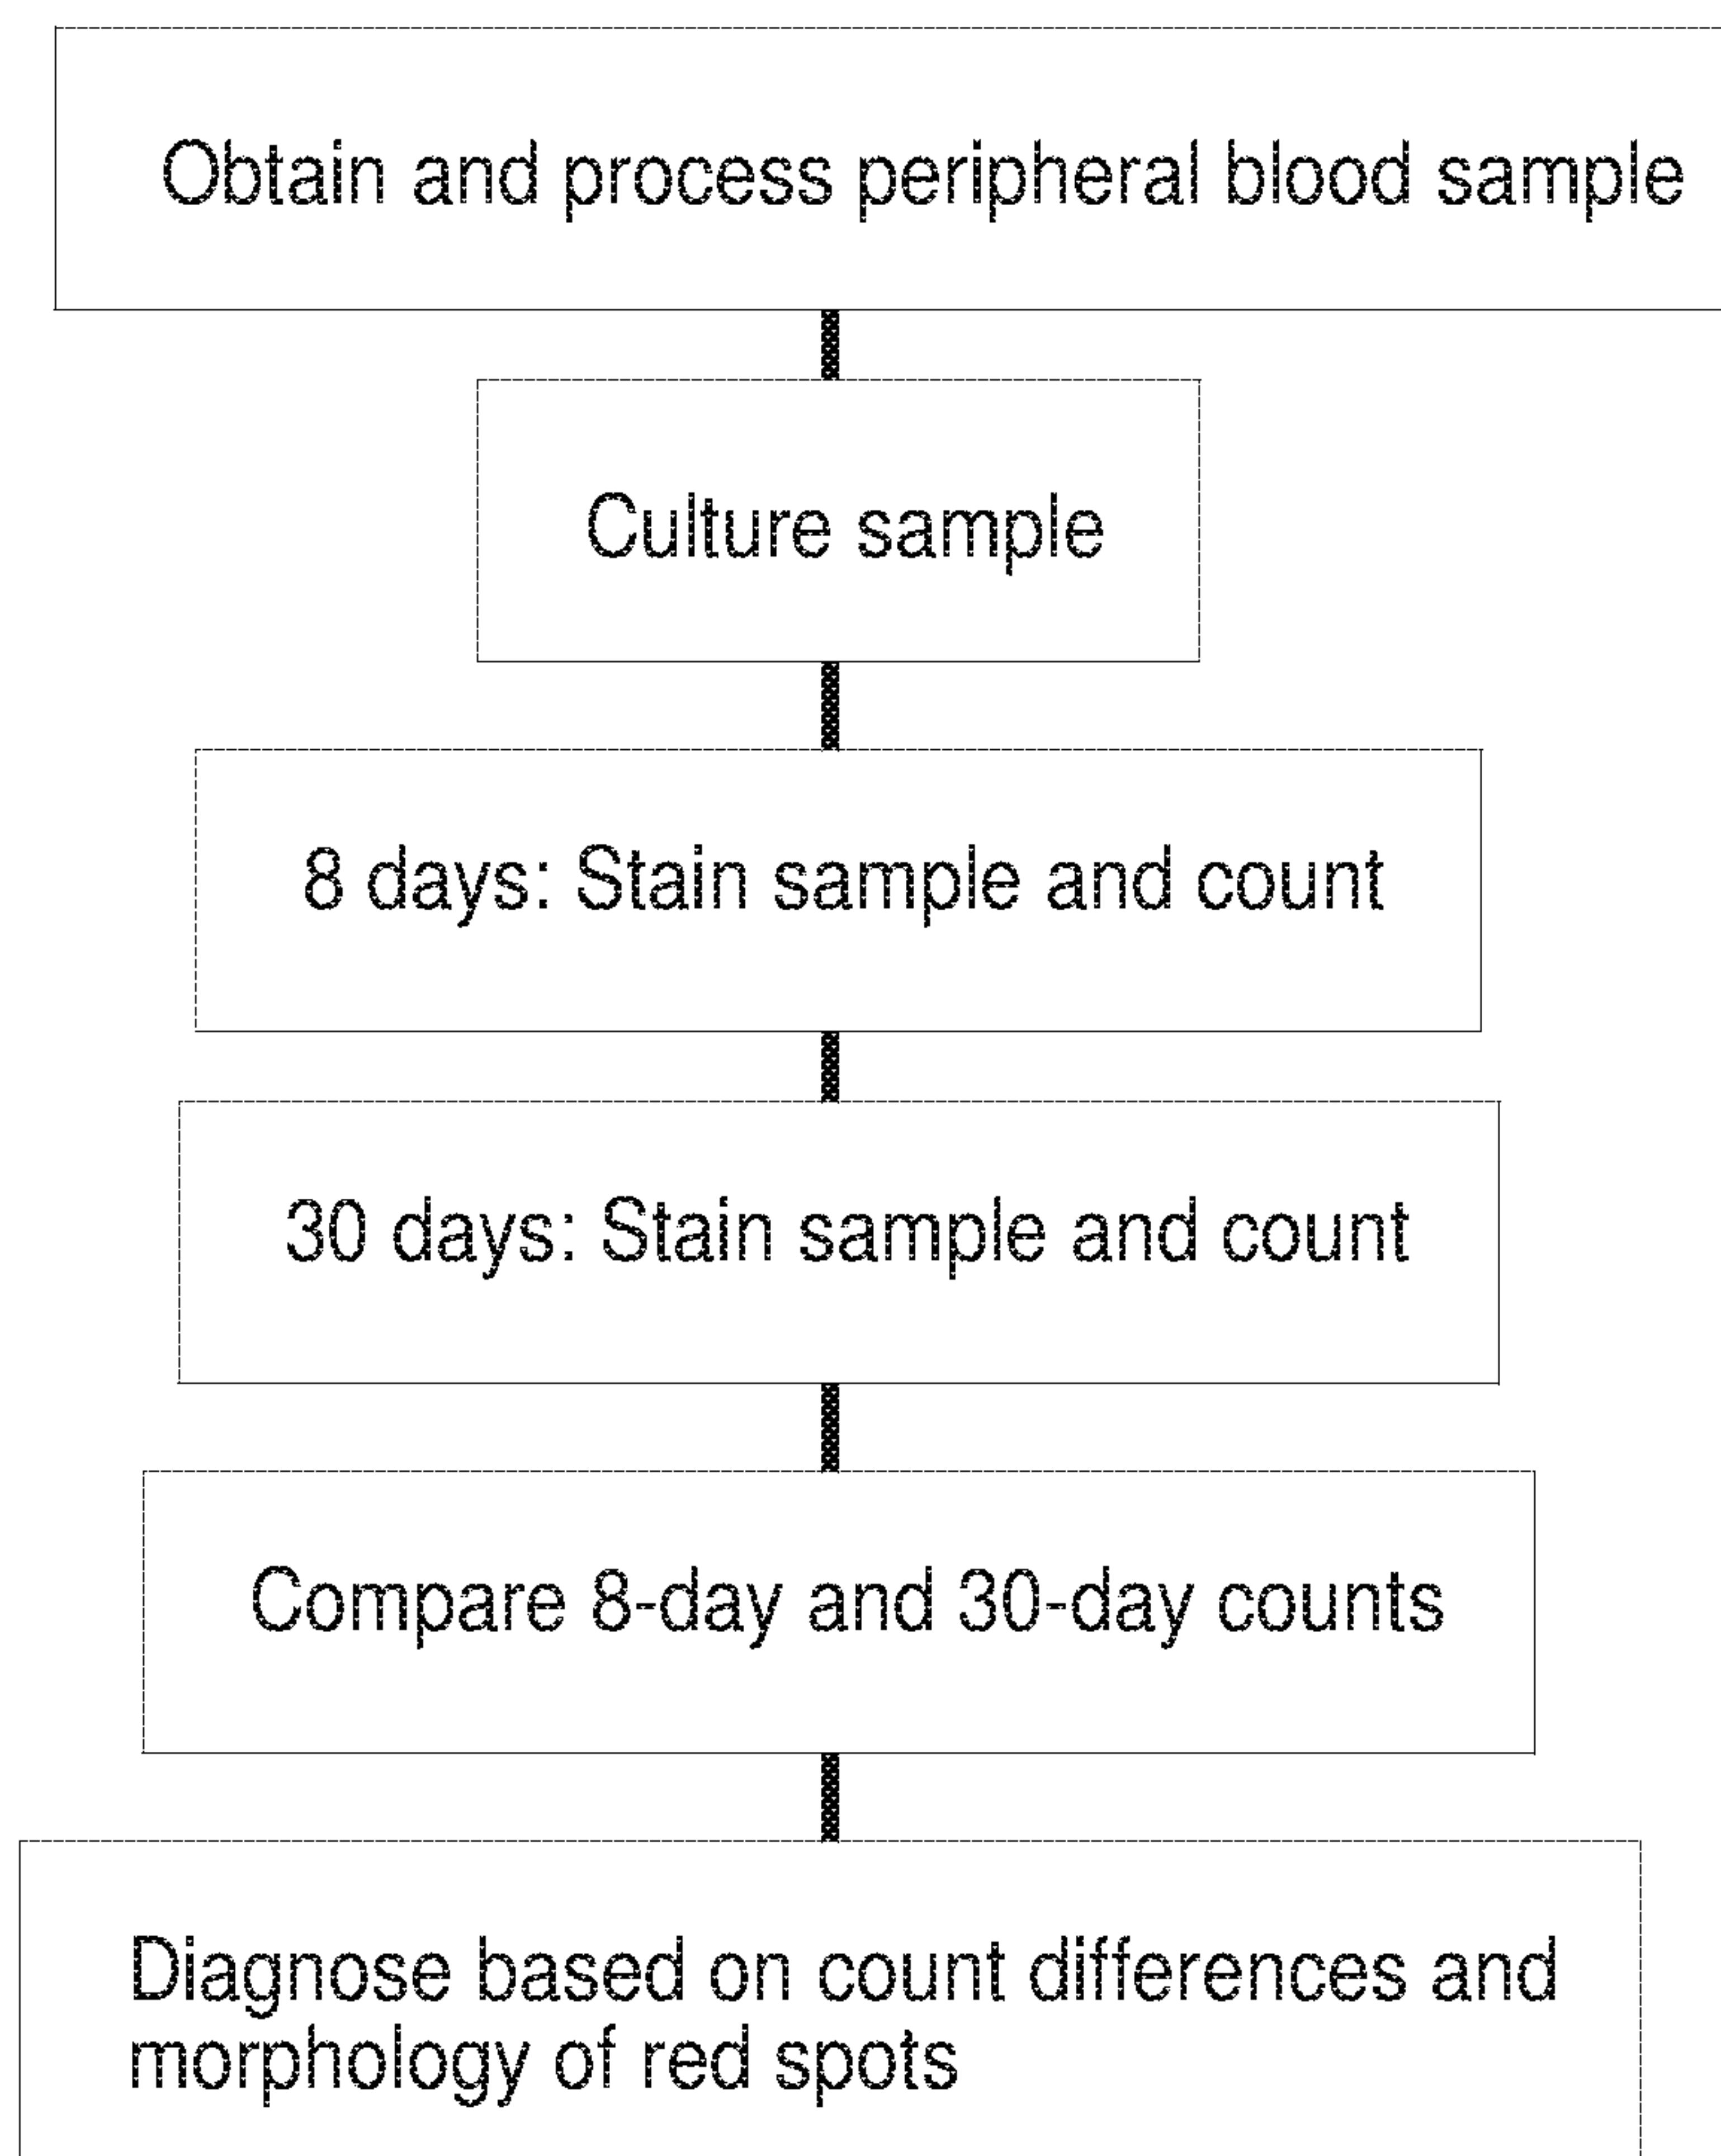 Obtain and process peripheral blood sample
Culture sample
8 days: Stain sample and count
30 days: Stain sample and count
Compare 8-day and 30-day counts
Diagnose based on count differences and
morphology of red spots